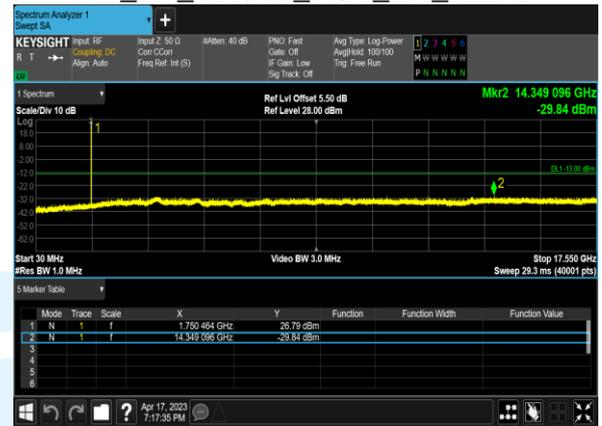 Spectrum Analyzer 1
Swept SA
+
KEYSIGHT Input: RF Input Z: 50 Ω #Atten: 40 dB PNO: Fast Avg Type: Log-Power 1 2 3 4 5 6
R T Coupling: DC Corr CCorr Gate: Off Avg|Hold: 100/100 M W W W W W
Align: Auto Freq Ref: Int (S) IF Gain: Low Trig: Free Run
Sig Track: Off P N N N N N
1 Spectrum
Scale/Div 10 dB Ref Lvl Offset 5.50 dB Mkr2 14.349 096 GHz
Ref Level 28.00 dBm -29.84 dBm
Log
18.0 1
8.00
-2.00
-12.0 DL1 -13.00 dBm
-22.0 2
-32.0
-42.0
-52.0
-62.0
Start 30 MHz Video BW 3.0 MHz Stop 17.550 GHz
#Res BW 1.0 MHz Sweep 29.3 ms (40001 pts)
5 Marker Table
Mode Trace Scale X Y Function Function Width Function Value
1 N 1 f 1.750 464 GHz 26.79 dBm
2 N 1 f 14.349 096 GHz -29.84 dBm
3
4
5
6
? Apr 17, 2023
7:17:35 PM